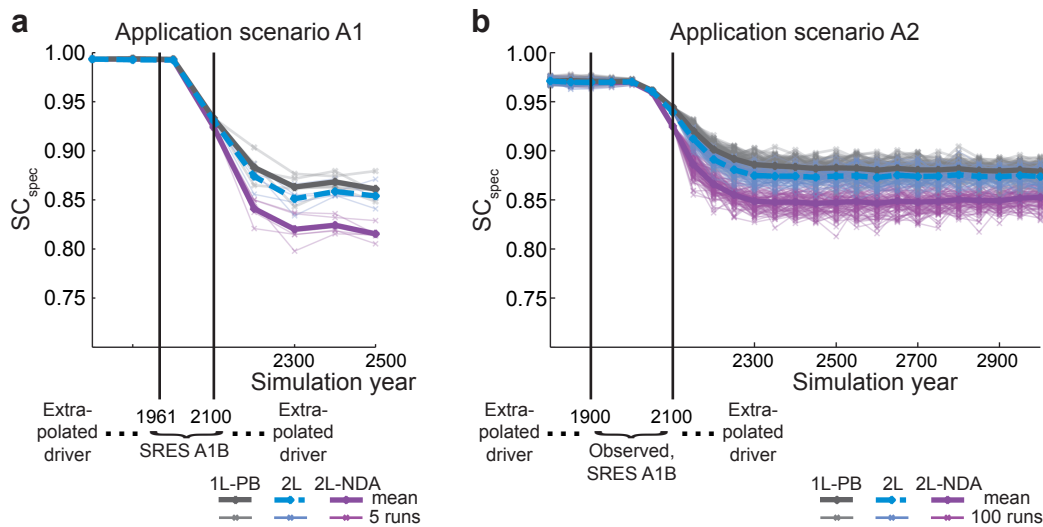 a
Application scenario A1
1.00
0.95
0.90
0.85
0.80
0.75
SCspec
2300
2500
Simulation year
1961
2100
Extra-
polated
driver
SRES A1B
Extra-
polated
driver
1L-PB 2L 2L-NDA
mean
5 runs
b
Application scenario A2
1.00
0.95
0.90
0.85
0.80
0.75
SCspec
2300
2500
2700
2900
Simulation year
1900
2100
Extra-
polated
driver
Observed,
SRES A1B
Extra-
polated
driver
1L-PB 2L 2L-NDA
mean
100 runs